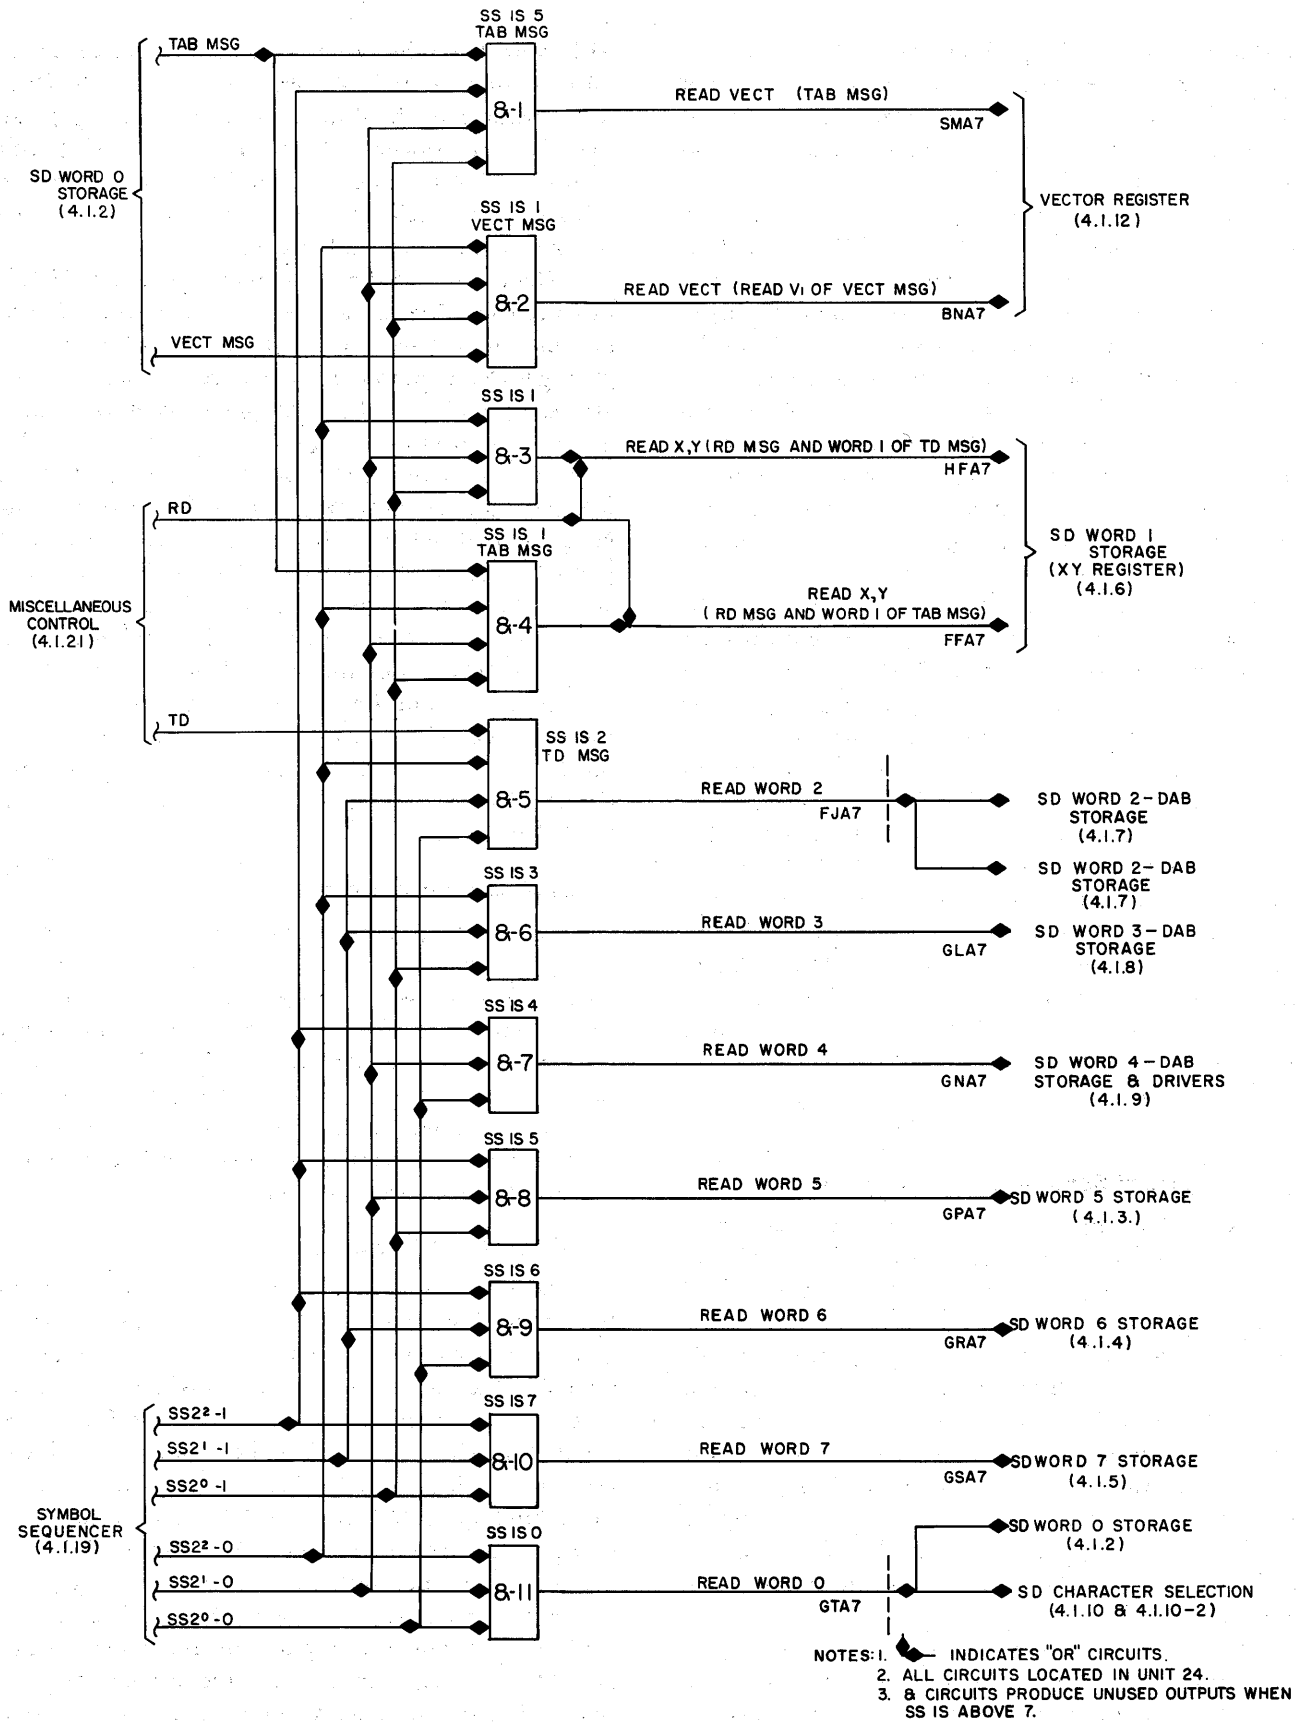 SS IS 5
TAB MSG
TAB MSG
&-1
READ VECT (TAB MSG)
SMA7
SD WORD 0
STORAGE
(4.1.2)
VECTOR REGISTER
(4.1.12)
SS IS 1
VECT MSG
&-2
READ VECT (READ V1 OF VECT MSG)
BNA7
VECT MSG
SS IS 1
&-3
READ X,Y (RD MSG AND WORD 1 OF TD MSG)
HFA7
RD
SS IS 1
TAB MSG
&-4
READ X,Y
(RD MSG AND WORD 1 OF TAB MSG)
FFA7
SD WORD 1
STORAGE
(XY REGISTER)
(4.1.6)
MISCELLANEOUS
CONTROL
(4.1.21)
TD
SS IS 2
TD MSG
&-5
READ WORD 2
FJA7
SD WORD 2-DAB
STORAGE
(4.1.7)
SD WORD 2-DAB
STORAGE
(4.1.7)
SS IS 3
&-6
READ WORD 3
GLA7
SD WORD 3-DAB
STORAGE
(4.1.8)
SS IS 4
&-7
READ WORD 4
GNA7
SD WORD 4-DAB
STORAGE & DRIVERS
(4.1.9)
SS IS 5
&-8
READ WORD 5
GPA7
SD WORD 5 STORAGE
(4.1.3.)
SS IS 6
&-9
READ WORD 6
GRA7
SD WORD 6 STORAGE
(4.1.4)
SS IS 7
SS2²-1
SS2¹-1
SS2⁰-1
&-10
READ WORD 7
GSA7
SD WORD 7 STORAGE
(4.1.5)
SYMBOL
SEQUENCER
(4.1.19)
SS IS 0
SS2²-0
SS2¹-0
SS2⁰-0
&-11
READ WORD 0
GTA7
SD WORD 0 STORAGE
(4.1.2)
SD CHARACTER SELECTION
(4.1.10 & 4.1.10-2)
NOTES: 1. INDICATES "OR" CIRCUITS.
2. ALL CIRCUITS LOCATED IN UNIT 24.
3. & CIRCUITS PRODUCE UNUSED OUTPUTS WHEN
SS IS ABOVE 7.